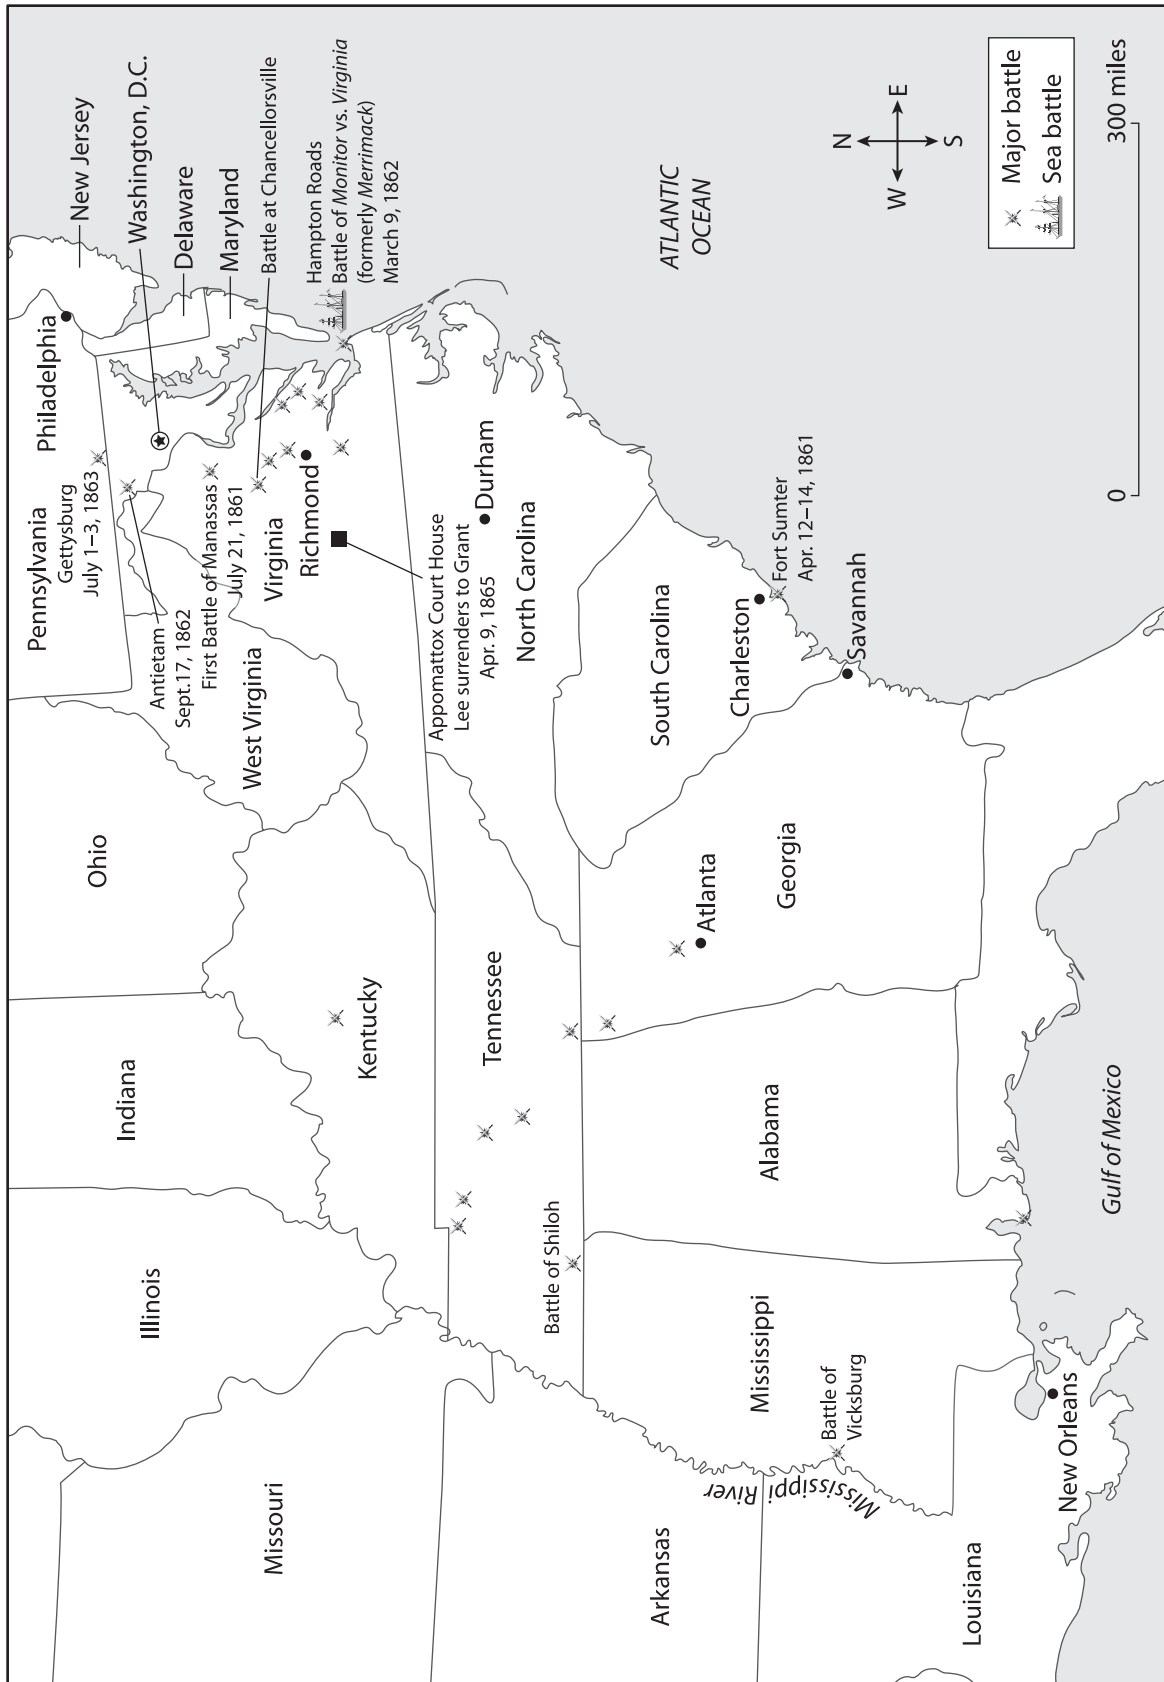 Missouri
Illinois
Indiana
Ohio
Pennsylvania
Gettysburg
July 1–3, 1863
Philadelphia
New Jersey
Washington, D.C.
Delaware
Maryland
Battle at Chancellorsville
Hampton Roads
Battle of Monitor vs. Virginia
(formerly Merrimack)
March 9, 1862
Antietam
Sept.17, 1862
First Battle of Manassas
July 21, 1861
West Virginia
Virginia
Richmond
Kentucky
Appomattox Court House
Lee surrenders to Grant
Apr. 9, 1865
Durham
North Carolina
Tennessee
Battle of Shiloh
Arkansas
Mississippi
River
Mississippi
Battle of
Vicksburg
Alabama
Atlanta
Georgia
South Carolina
Charleston
Fort Sumter
Apr. 12–14, 1861
Savannah
ATLANTIC
OCEAN
Louisiana
New Orleans
Gulf of Mexico
N
W
E
S
Major battle
Sea battle
0
300 miles